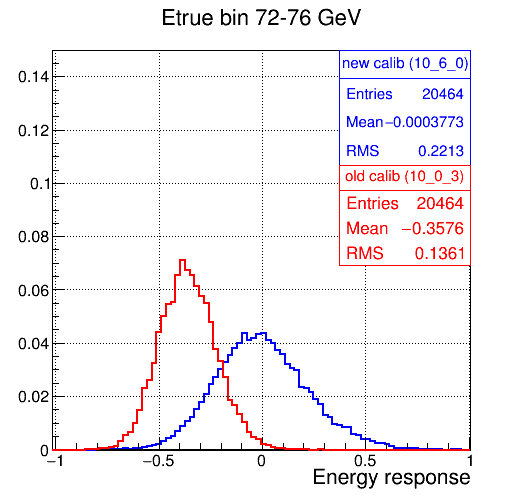 Etrue bin 72-76 GeV
new calib (10_6_0)
Entries 20464
Mean −0.0003773
RMS 0.2213
old calib (10_0_3)
Entries 20464
Mean −0.3576
RMS 0.1361
0.14
0.12
0.1
0.08
0.06
0.04
0.02
0
−1 −0.5 0 0.5 1
Energy response